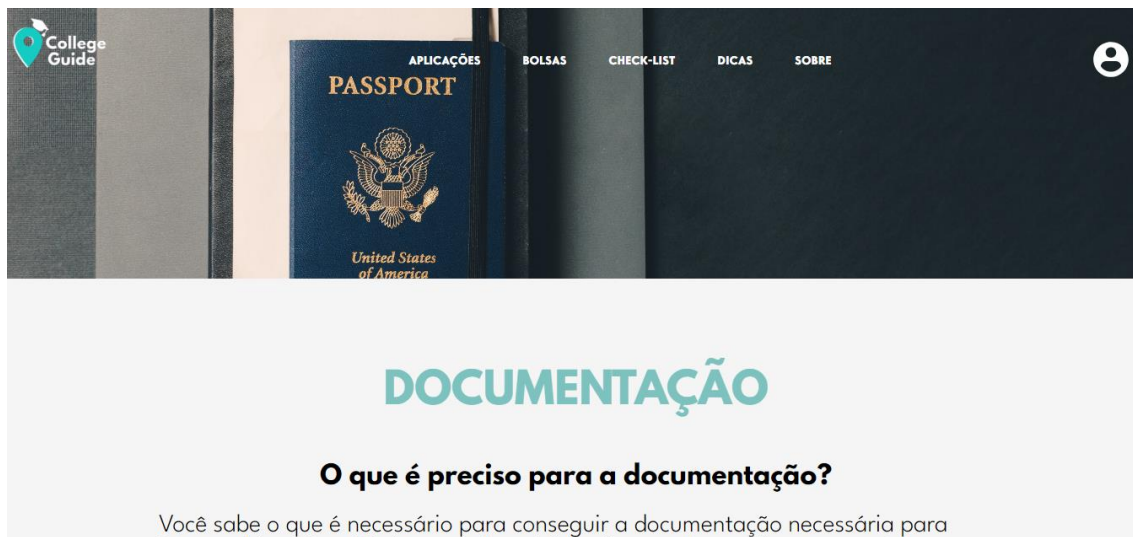 College
Guide
APLICAÇÕES BOLSAS CHECK-LIST DICAS SOBRE
PASSPORT
United States
of America
DOCUMENTAÇÃO
O que é preciso para a documentação?
Você sabe o que é necessário para conseguir a documentação necessária para